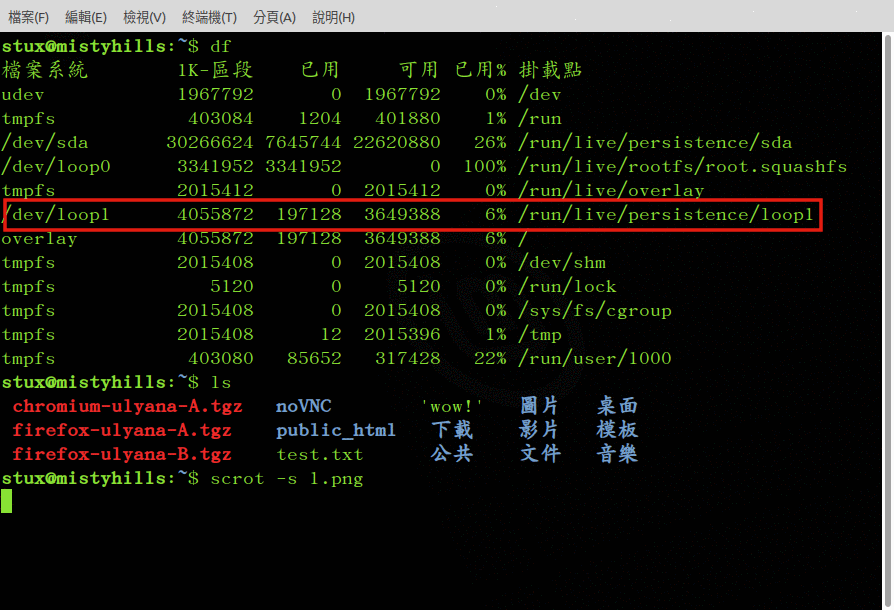 檔案(F) 編輯(E) 檢視(V) 終端機(T) 分頁(A) 說明(H)
stux@mistyhills:~$ df
檔案系統 1K-區段 已用 可用 已用% 掛載點
udev 1967792 0 1967792 0% /dev
tmpfs 403084 1204 401880 1% /run
/dev/sda 30266624 7645744 22620880 26% /run/live/persistence/sda
/dev/loop0 3341952 3341952 0 100% /run/live/rootfs/root.squashfs
tmpfs 2015412 0 2015412 0% /run/live/overlay
/dev/loop1 4055872 197128 3649388 6% /run/live/persistence/loop1
overlay 4055872 197128 3649388 6% /
tmpfs 2015408 0 2015408 0% /dev/shm
tmpfs 5120 0 5120 0% /run/lock
tmpfs 2015408 0 2015408 0% /sys/fs/cgroup
tmpfs 2015408 12 2015396 1% /tmp
tmpfs 403080 85652 317428 22% /run/user/1000
stux@mistyhills:~$ ls
chromium-ulyana-A.tgz noVNC 'wow!' 圖片 桌面
firefox-ulyana-A.tgz public_html 下載 影片 模板
firefox-ulyana-B.tgz test.txt 公共 文件 音樂
stux@mistyhills:~$ scrot -s 1.png